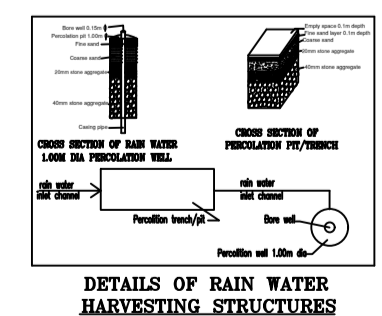 Bore well 0.15m
Percolation pit 1.00m
Fine sand
Coarse sand
20mm stone aggregate
40mm stone aggregate
Casing pipe
CROSS SECTION OF RAIN WATER
1.00M DIA PERCOLATION WELL
Empty space 0.1m depth
Fine sand layer 0.1m depth
Coarse sand
20mm stone aggregate
40mm stone aggregate
CROSS SECTION OF
PERCOLATION PIT/TRENCH
rain water
inlet channel
Percolition trench/pit
rain water
inlet channel
Bore well
Percolition well 1.00m dia
DETAILS OF RAIN WATER
HARVESTING STRUCTURES